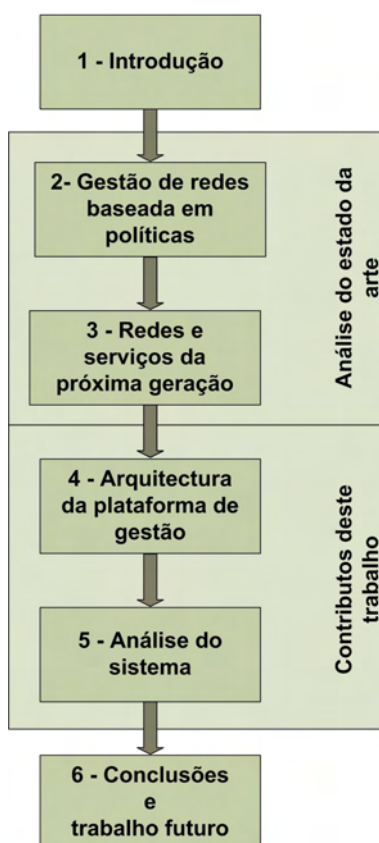 1 - Introdução
2- Gestão de redes
baseada em
políticas
3 - Redes e
serviços da
próxima geração
Análise do estado da
arte
4 - Arquitectura
da plataforma de
gestão
5 - Análise do
sistema
Contributos deste
trabalho
6 - Conclusões
e
trabalho futuro